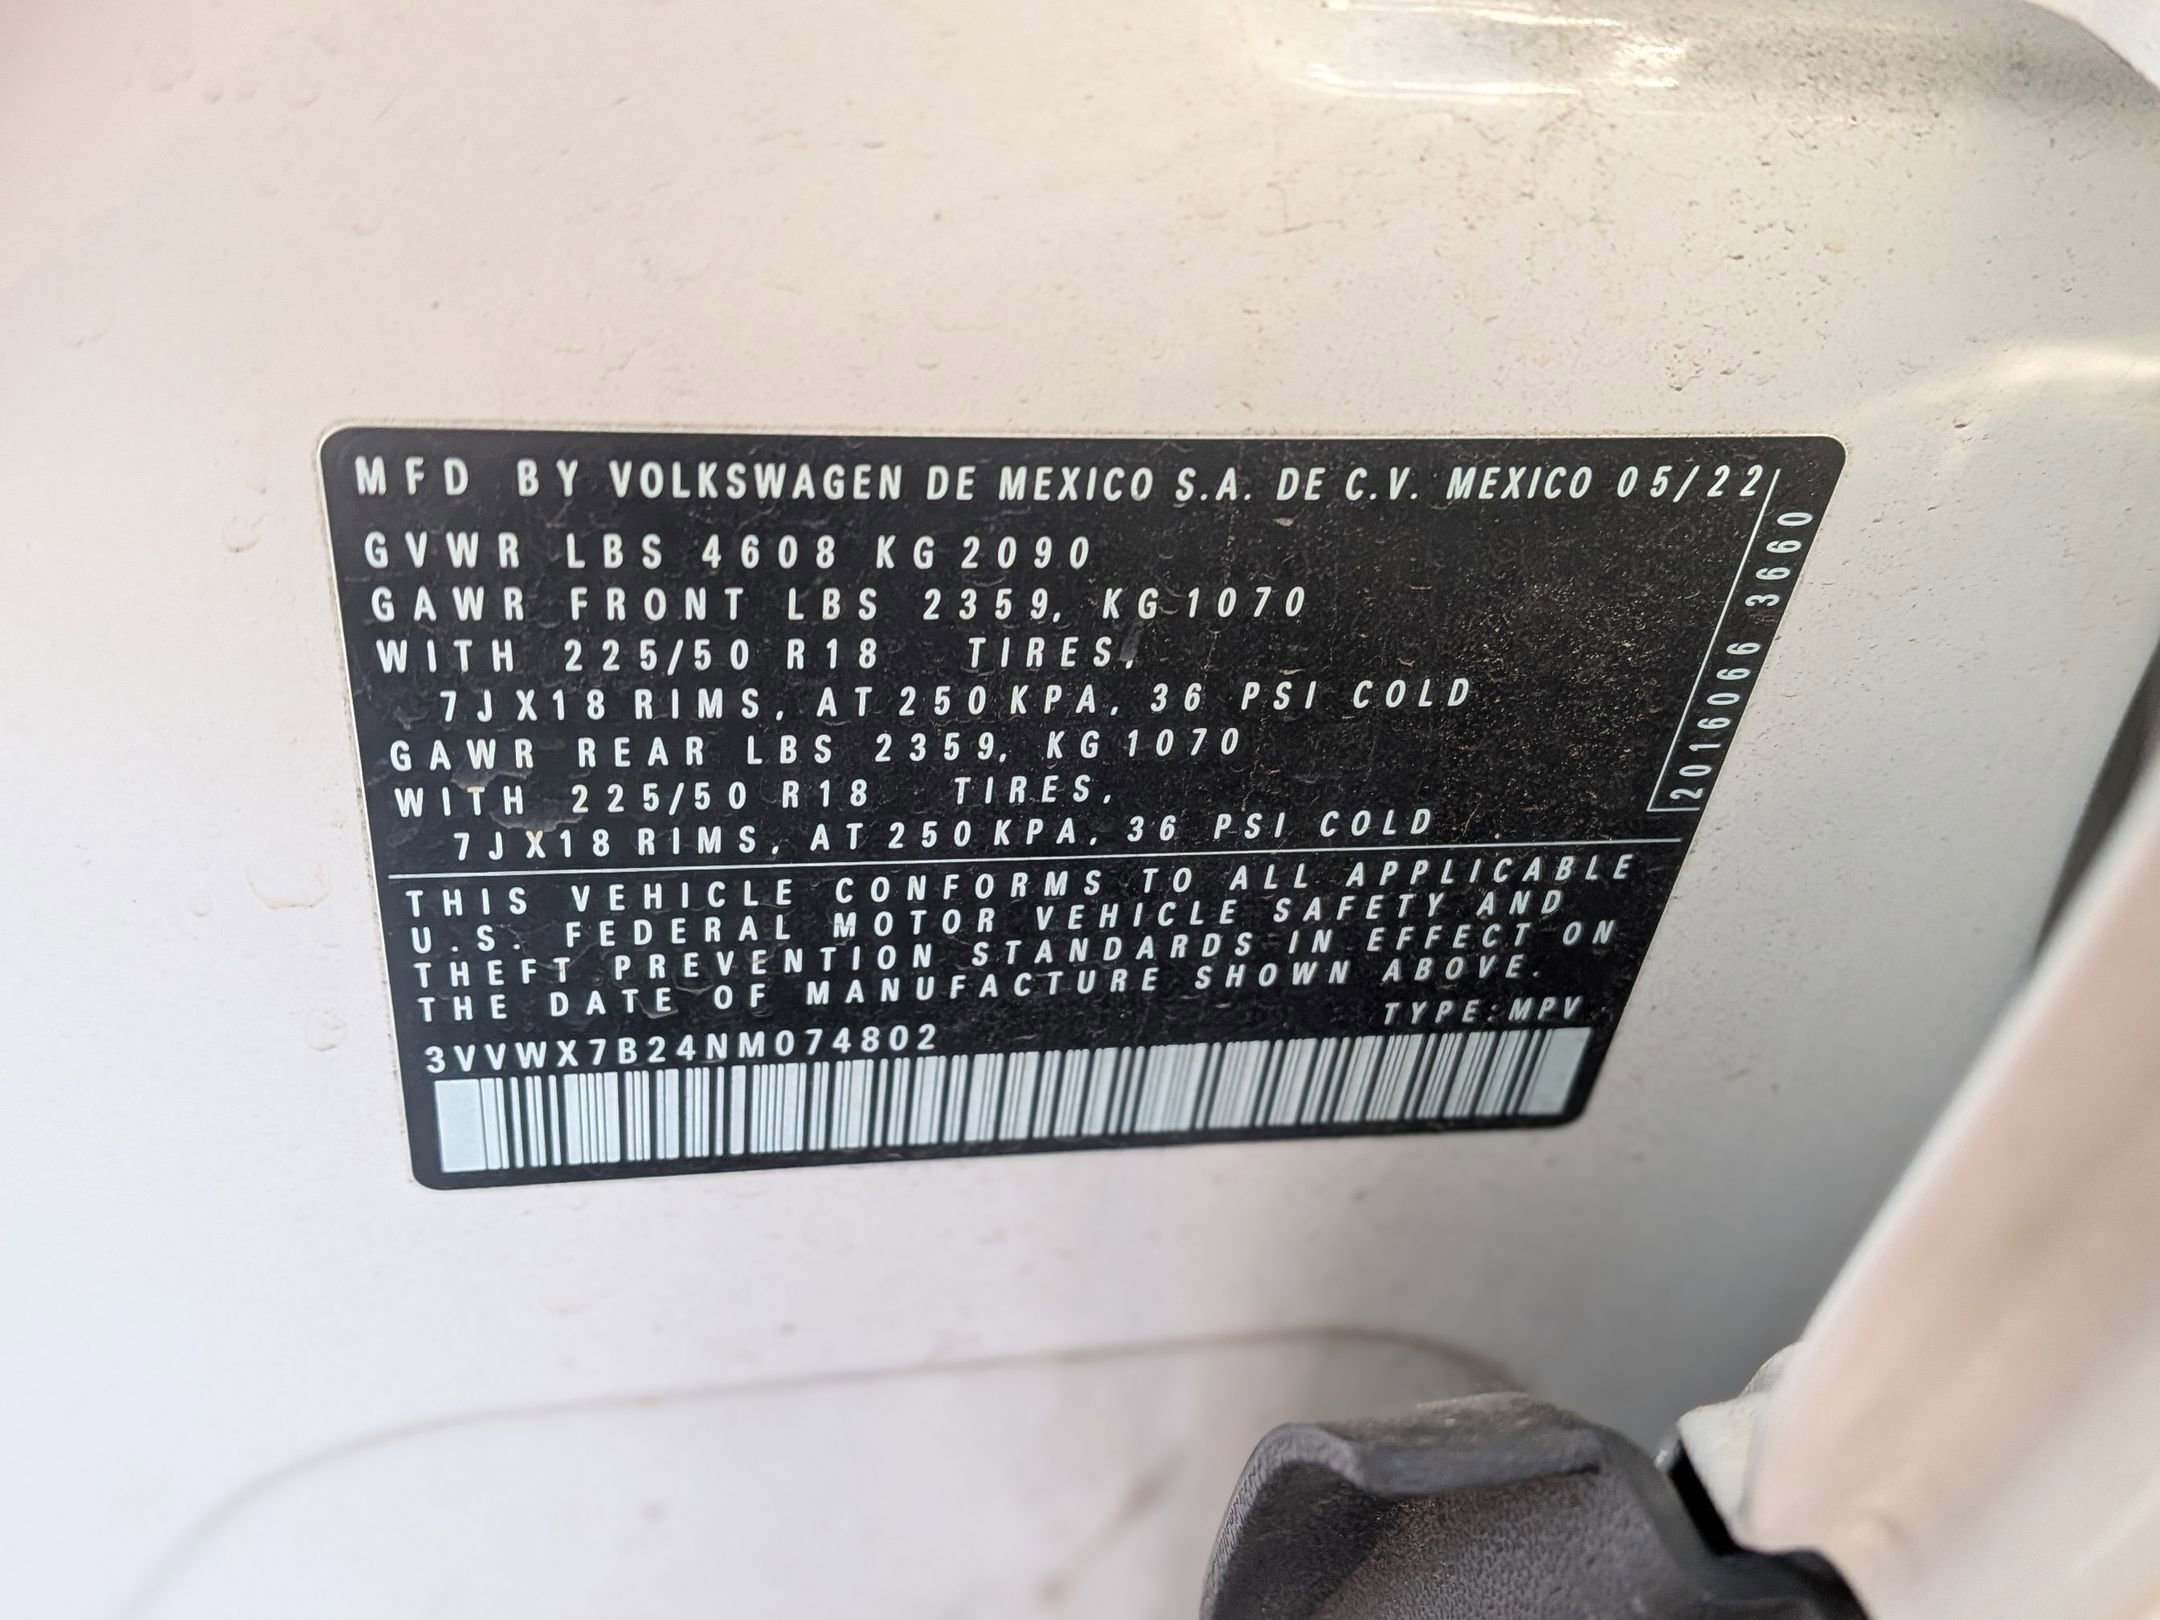 MFD BY VOLKSWAGEN DE MEXICO S.A. DE C.V. MEXICO 05/22
GVWR LBS 4608 KG 2090
GAWR FRONT LBS 2359, KG 1070
WITH 225/50 R18 TIRES,
7JX18 RIMS, AT 250 KPA, 36 PSI COLD
GAWR REAR LBS 2359, KG 1070
WITH 225/50 R18 TIRES,
7JX18 RIMS, AT 250 KPA, 36 PSI COLD
2016066 3660
THIS VEHICLE CONFORMS TO ALL APPLICABLE
U.S. FEDERAL MOTOR VEHICLE SAFETY AND
THEFT PREVENTION STANDARDS IN EFFECT ON
THE DATE OF MANUFACTURE SHOWN ABOVE.
TYPE: MPV
3VVWX7B24NM074802